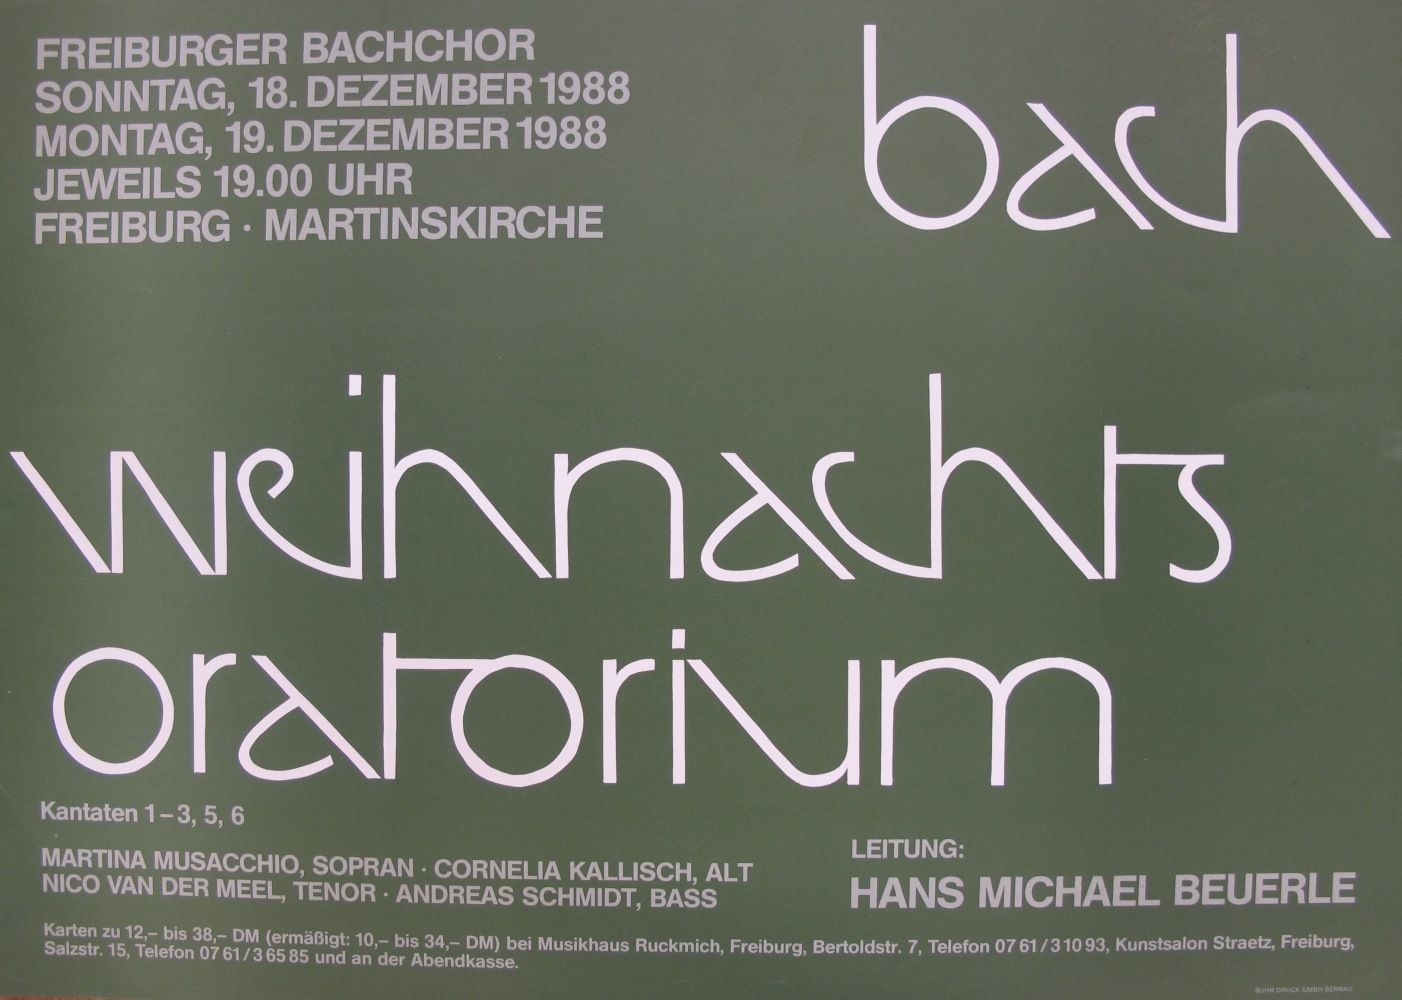 FREIBURGER BACHCHOR
SONNTAG, 18. DEZEMBER 1988
MONTAG, 19. DEZEMBER 1988
JEWEILS 19.00 UHR
FREIBURG · MARTINSKIRCHE
bach
weihnachts
oratorium
Kantaten 1–3, 5, 6
MARTINA MUSACCHIO, SOPRAN · CORNELIA KALLISCH, ALT
NICO VAN DER MEEL, TENOR · ANDREAS SCHMIDT, BASS
LEITUNG:
HANS MICHAEL BEUERLE
Karten zu 12,– bis 38,– DM (ermäßigt: 10,– bis 34,– DM) bei Musikhaus Ruckmich, Freiburg, Bertoldstr. 7, Telefon 07 61 / 3 10 93, Kunstsalon Straetz, Freiburg,
Salzstr. 15, Telefon 07 61 / 3 65 85 und an der Abendkasse.
BUHR DRUCK GMBH BERNAU